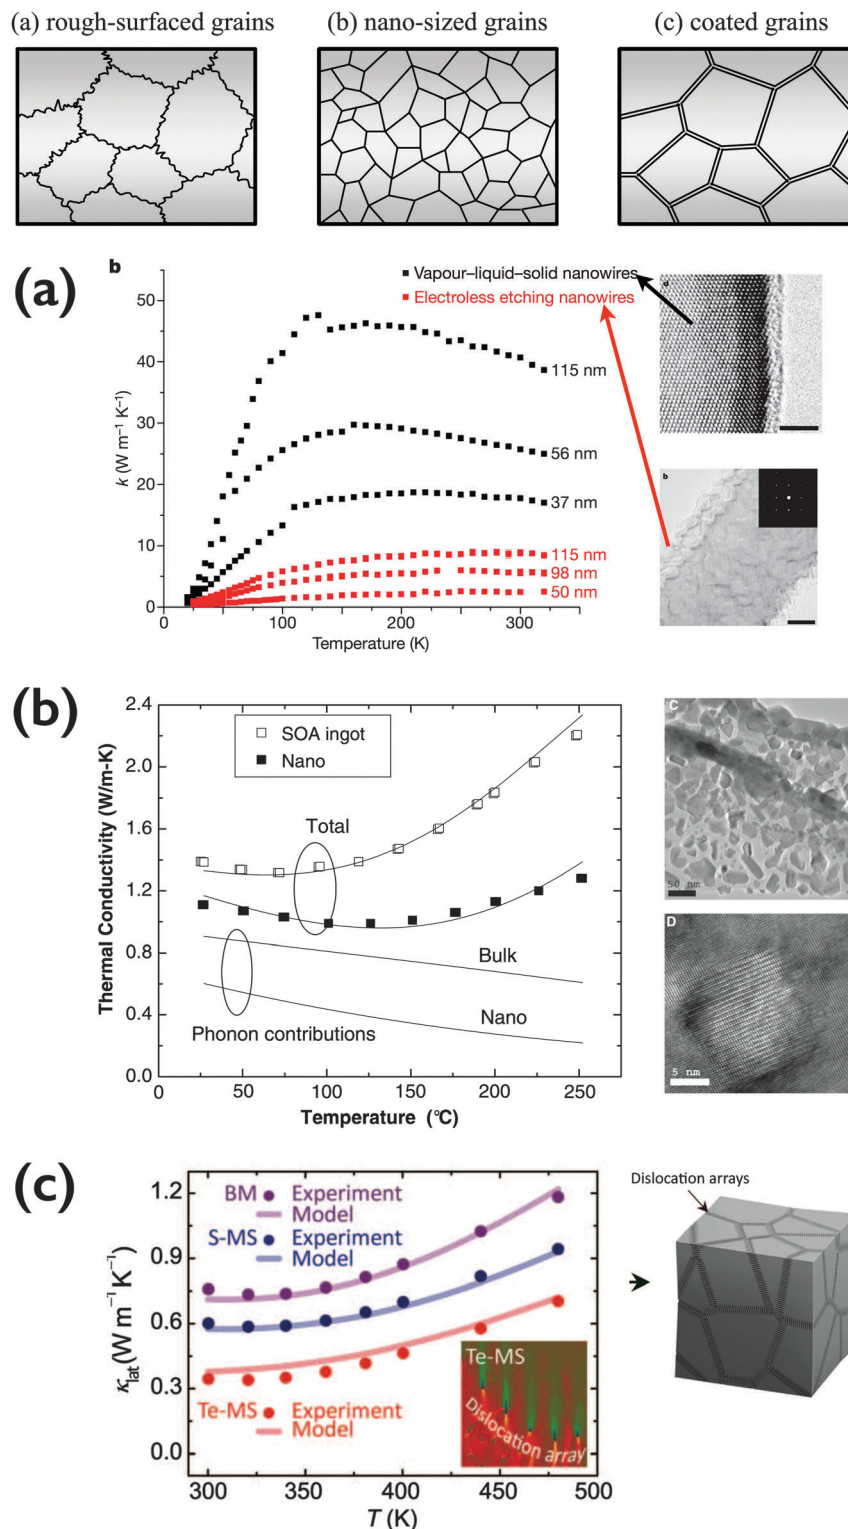 (a) rough-surfaced grains
(b) nano-sized grains
(c) coated grains
(a)
b
Vapour–liquid–solid nanowires
Electroless etching nanowires
50
40
30
20
10
0
k (W m⁻¹ K⁻¹)
0
100
200
300
Temperature (K)
115 nm
56 nm
37 nm
115 nm
98 nm
50 nm
d
b
(b)
2.4
2.0
1.6
1.2
0.8
0.4
0.0
Thermal Conductivity (W/m-K)
SOA ingot
Nano
Total
Bulk
Nano
Phonon contributions
0
50
100
150
200
250
Temperature (°C)
C
50 nm
D
5 nm
(c)
1.2
0.9
0.6
0.3
0.0
κlat (W m⁻¹ K⁻¹)
BM Experiment
Model
S-MS Experiment
Model
Te-MS Experiment
Model
Te-MS
Dislocation array
300
350
400
450
500
T (K)
Dislocation arrays